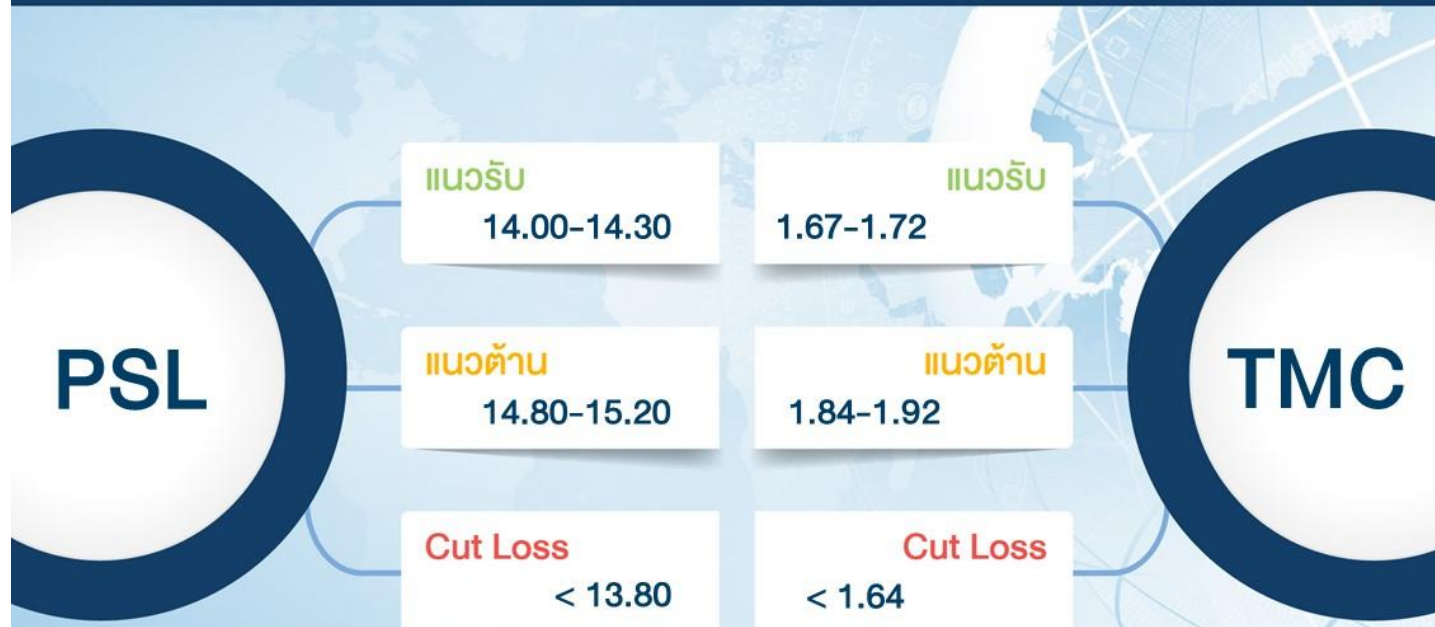 PSL
แนวรับ
14.00-14.30
แนวต้าน
14.80-15.20
Cut Loss
< 13.80
แนวรับ
1.67-1.72
แนวต้าน
1.84-1.92
Cut Loss
< 1.64
TMC